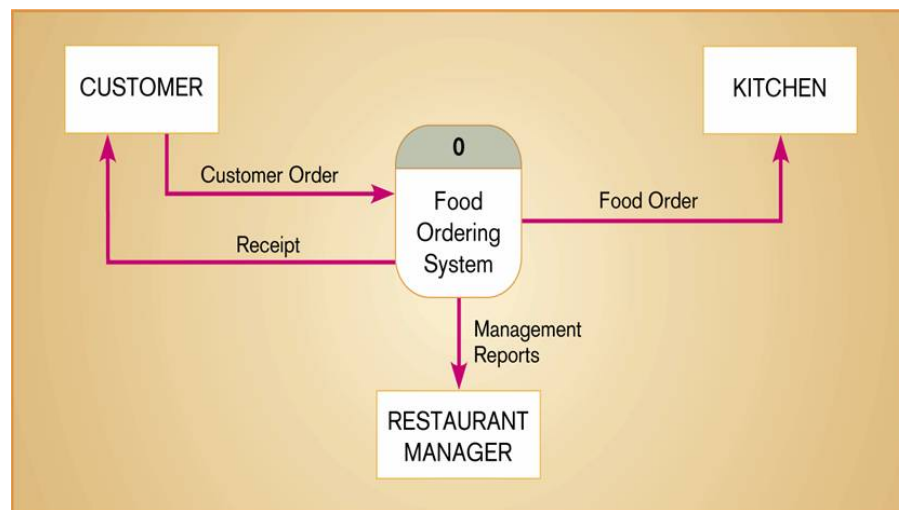 CUSTOMER
KITCHEN
0
Customer Order
Food
Ordering
System
Food Order
Receipt
Management
Reports
RESTAURANT
MANAGER